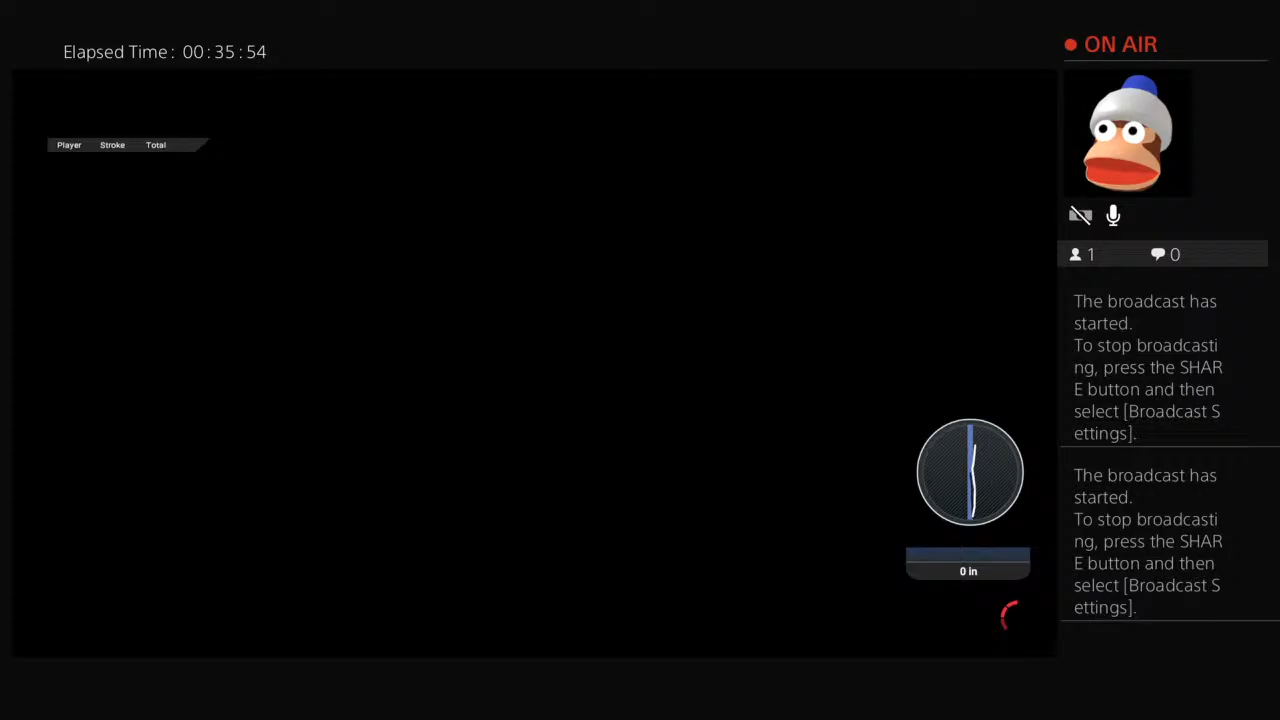 Elapsed Time: 00:35:54
ON AIR
Player Stroke Total
1 0
The broadcast has
started.
To stop broadcasti
ng, press the SHAR
E button and then
select [Broadcast S
ettings].
The broadcast has
started.
To stop broadcasti
ng, press the SHAR
E button and then
select [Broadcast S
ettings].
0 in